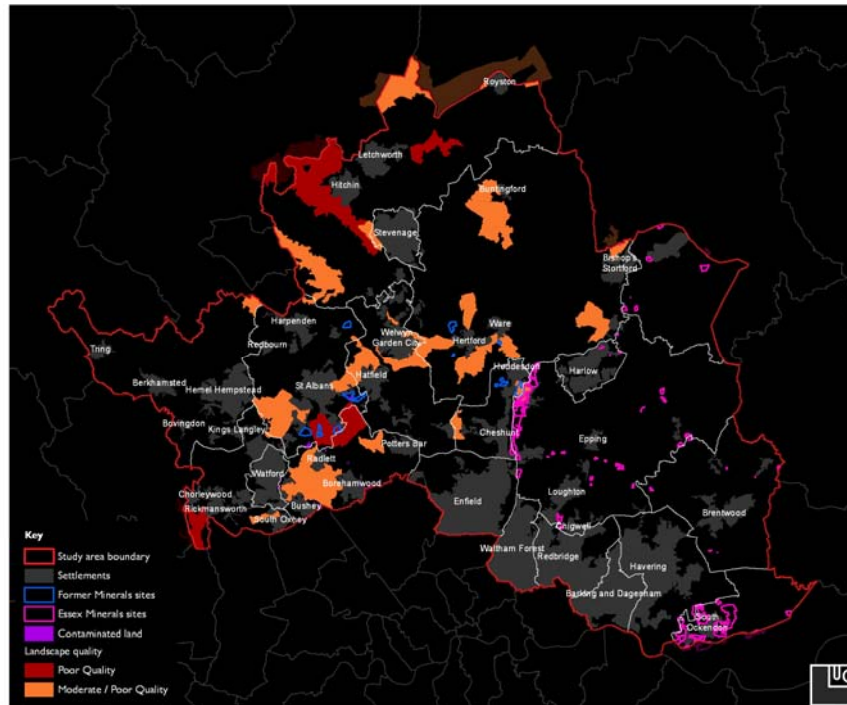 Royston
Letchworth
Hitchin
Buntingford
Stevenage
Bishop's
Stortford
Harpenden
Redbourn
Welwyn
Garden City
Hertford
Ware
Tring
Berkhamsted
Hemel Hempstead
St Albans
Hatfield
Hoddesdon
Harlow
Bovingdon
Kings Langley
Cheshunt
Epping
Potters Bar
Radlett
Watford
Borehamwood
Chorleywood
Rickmansworth
Bushey
South Oxhey
Enfield
Loughton
Chigwell
Brentwood
Waltham Forest
Redbridge
Havering
Barking and Dagenham
South
Ockendon
Key
Study area boundary
Settlements
Former Minerals sites
Essex Minerals sites
Contaminated land
Landscape quality
Poor Quality
Moderate / Poor Quality